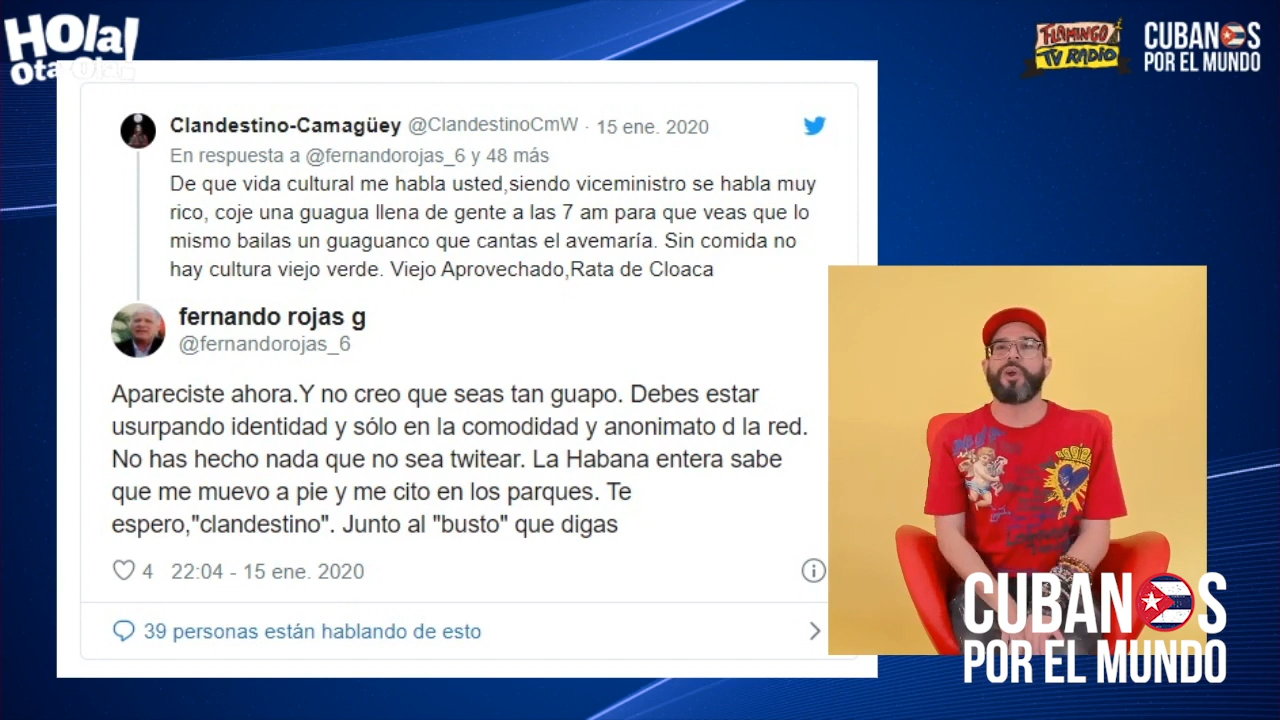 Hola!
Ota-Ola
FLAMINGO
TV RADIO
CUBANOS
POR EL MUNDO
Clandestino-Camagüey @ClandestinoCmW · 15 ene. 2020
En respuesta a @fernandorojas_6 y 48 más
De que vida cultural me habla usted,siendo viceministro se habla muy
rico, coje una guagua llena de gente a las 7 am para que veas que lo
mismo bailas un guaguanco que cantas el avemaría. Sin comida no
hay cultura viejo verde. Viejo Aprovechado,Rata de Cloaca
fernando rojas g
@fernandorojas_6
Apareciste ahora.Y no creo que seas tan guapo. Debes estar
usurpando identidad y sólo en la comodidad y anonimato d la red.
No has hecho nada que no sea twitear. La Habana entera sabe
que me muevo a pie y me cito en los parques. Te
espero,"clandestino". Junto al "busto" que digas
4 22:04 - 15 ene. 2020
39 personas están hablando de esto
CUBANOS
POR EL MUNDO